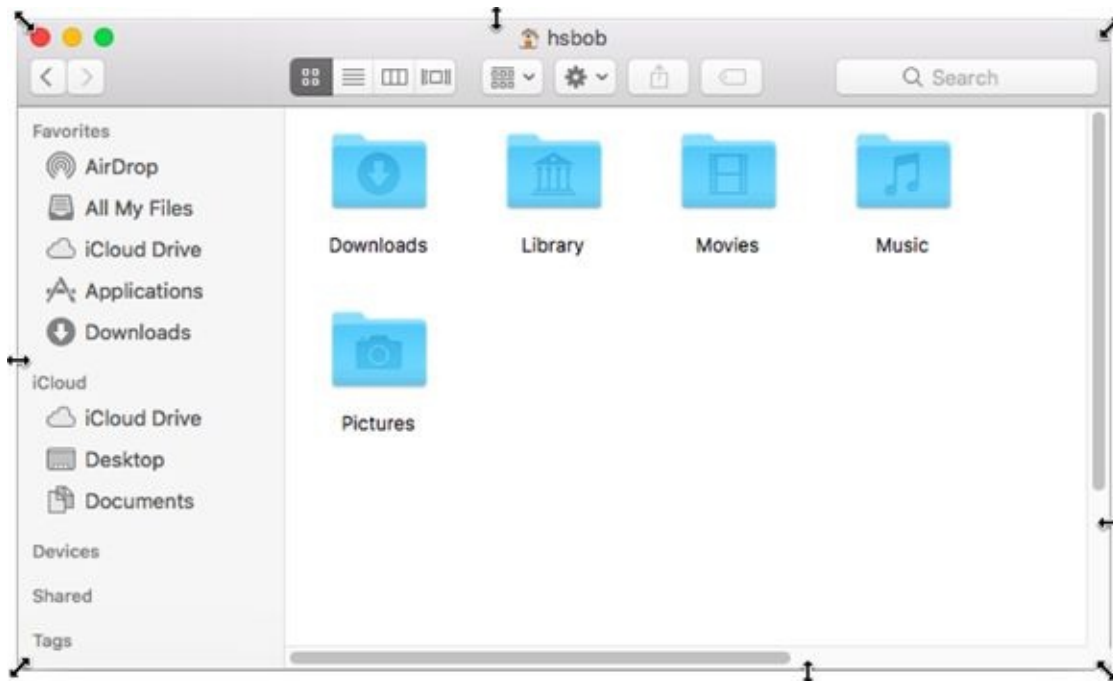 hsbob
Search
Favorites
AirDrop
All My Files
iCloud Drive
Applications
Downloads
iCloud
iCloud Drive
Desktop
Documents
Devices
Shared
Tags
Downloads Library Movies Music
Pictures